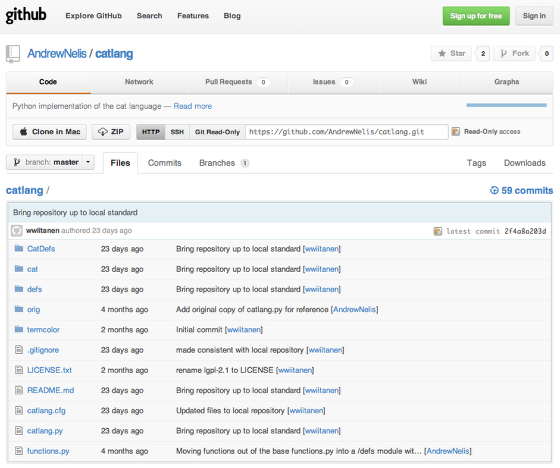 github Explore GitHub Search Features Blog Sign up for free Sign in
AndrewNelis / catlang Star 2 Fork 0
Code Network Pull Requests 0 Issues 0 Wiki Graphs
Python implementation of the cat language — Read more
Clone in Mac ZIP HTTP SSH Git Read-Only https://github.com/AndrewNelis/catlang.git Read-Only access
branch: master Files Commits Branches 1 Tags Downloads
catlang / 59 commits
Bring repository up to local standard
wwiitanen authored 23 days ago latest commit 2f4a8a203d
CatDefs 23 days ago Bring repository up to local standard [wwiitanen]
cat 23 days ago Bring repository up to local standard [wwiitanen]
defs 23 days ago Bring repository up to local standard [wwiitanen]
orig 4 months ago Add original copy of catlang.py for reference [AndrewNelis]
termcolor 2 months ago Initial commit [wwiitanen]
.gitignore 23 days ago made consistent with local repository [wwiitanen]
LICENSE.txt 2 months ago rename lgpl-2.1 to LICENSE [wwiitanen]
README.md 23 days ago Bring repository up to local standard [wwiitanen]
catlang.cfg 23 days ago Updated files to local repository [wwiitanen]
catlang.py 23 days ago Bring repository up to local standard [wwiitanen]
functions.py 4 months ago Moving functions out of the base functions.py into a /defs module wit… [AndrewNelis]